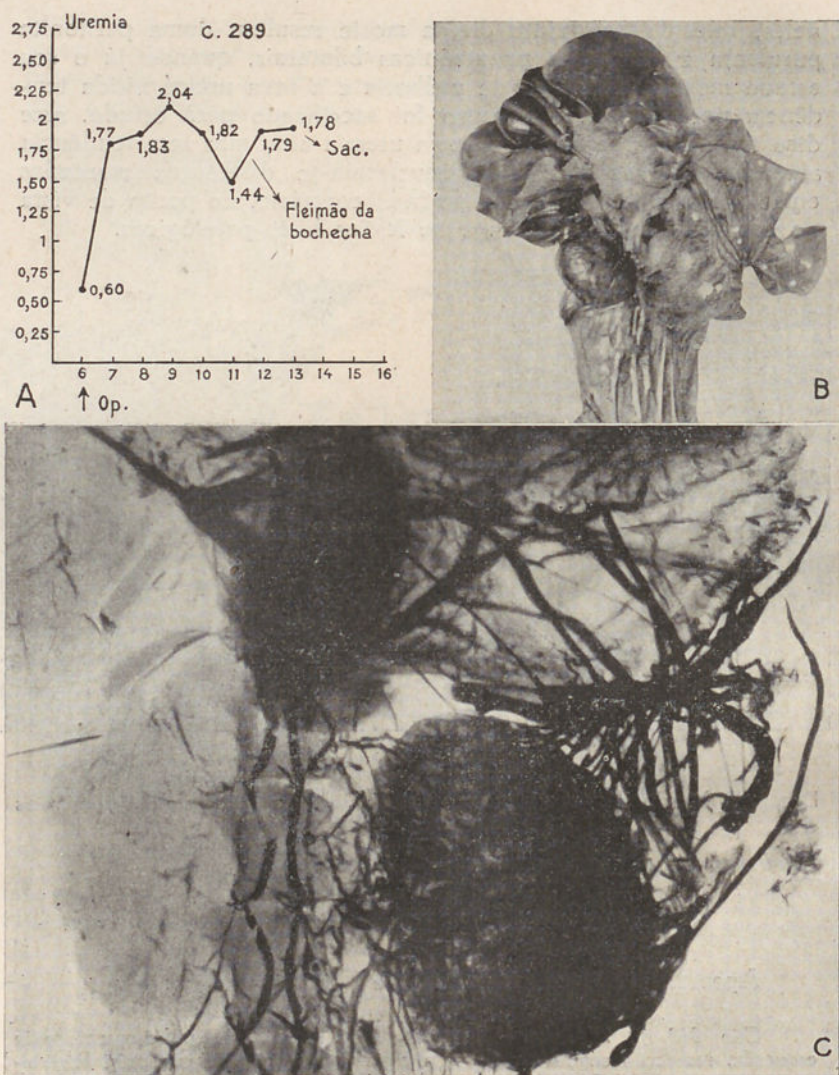 Uremia
C. 289
2,75
2,50
2,25
2
1,75
1,50
1,25
1
0,75
0,50
0,25
0,60
1,77
1,83
2,04
1,82
1,44
1,79
1,78
Sac.
Fleimão da
bochecha
6 7 8 9 10 11 12 13 14 15 16
A
↑ Op.
B
C